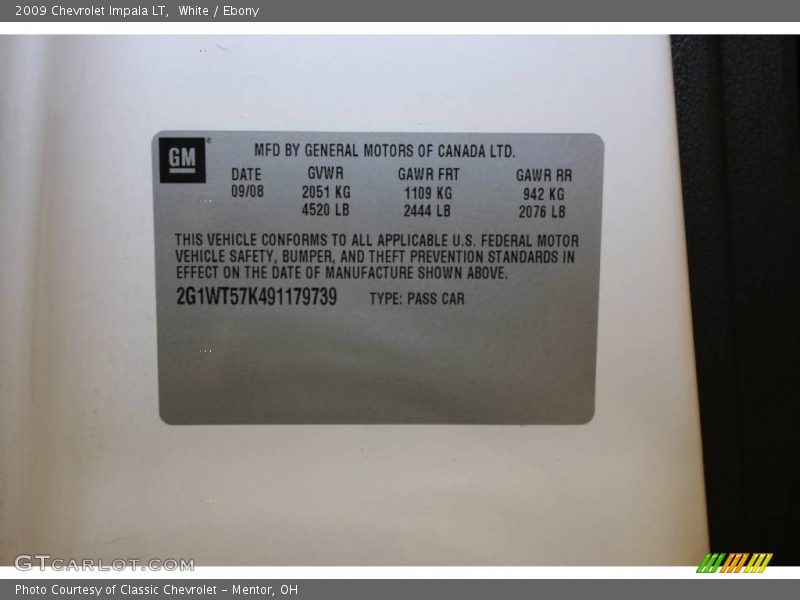 2009 Chevrolet Impala LT,  White / Ebony
GM
MFD BY GENERAL MOTORS OF CANADA LTD.
DATE GVWR GAWR FRT GAWR RR
09/08 2051 KG 1109 KG 942 KG
4520 LB 2444 LB 2076 LB
THIS VEHICLE CONFORMS TO ALL APPLICABLE U.S. FEDERAL MOTOR
VEHICLE SAFETY, BUMPER, AND THEFT PREVENTION STANDARDS IN
EFFECT ON THE DATE OF MANUFACTURE SHOWN ABOVE.
2G1WT57K491179739 TYPE: PASS CAR
GTCARLOT.COM
Photo Courtesy of Classic Chevrolet - Mentor, OH